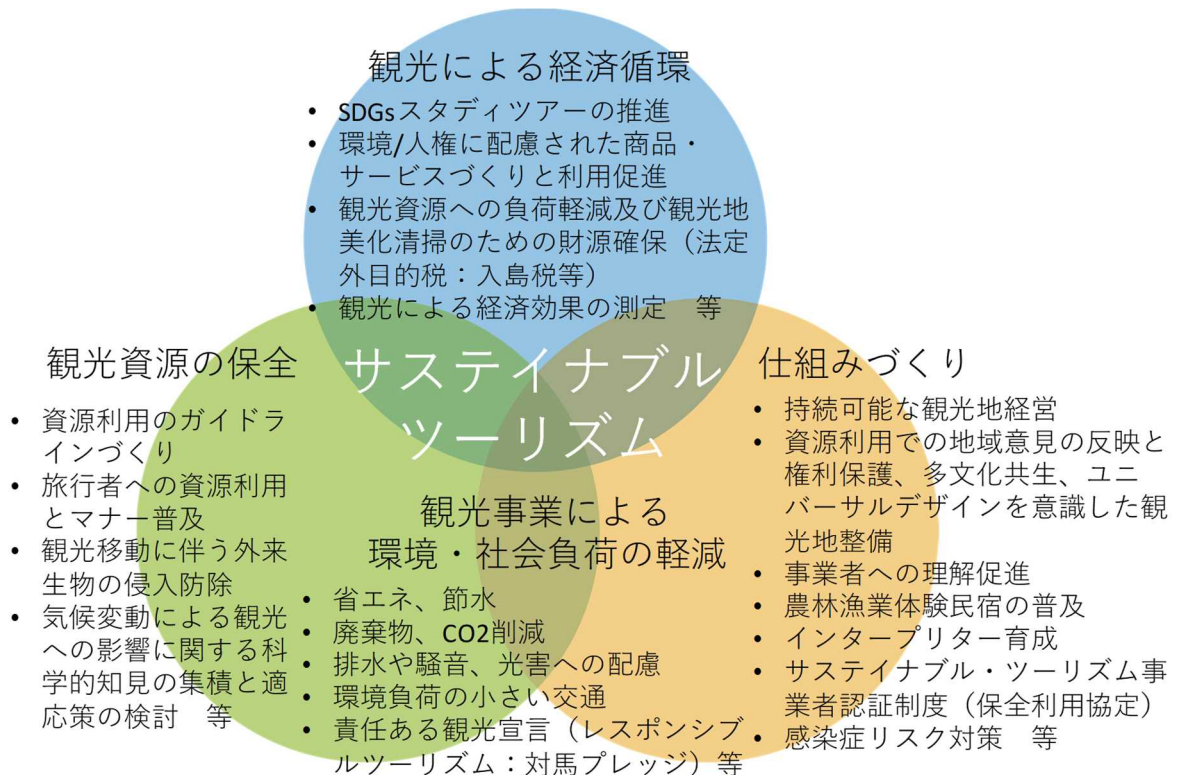 観光による経済循環
• SDGsスタディツアーの推進
• 環境/人権に配慮された商品・
サービスづくりと利用促進
• 観光資源への負荷軽減及び観光地
美化清掃のための財源確保（法定
外目的税：入島税等）
• 観光による経済効果の測定　等
サステイナブル
ツーリズム
観光資源の保全
• 資源利用のガイドラ
インづくり
• 旅行者への資源利用
とマナー普及
• 観光移動に伴う外来
生物の侵入防除
• 気候変動による観光
への影響に関する科
学的知見の集積と適
応策の検討　等
観光事業による
環境・社会負荷の軽減
• 省エネ、節水
• 廃棄物、CO2削減
• 排水や騒音、光害への配慮
• 環境負荷の小さい交通
• 責任ある観光宣言（レスポンシブ
ルツーリズム：対馬プレッジ）等
仕組みづくり
• 持続可能な観光地経営
• 資源利用での地域意見の反映と
権利保護、多文化共生、ユニ
バーサルデザインを意識した観
光地整備
• 事業者への理解促進
• 農林漁業体験民宿の普及
• インタープリター育成
• サステイナブル・ツーリズム事
業者認証制度（保全利用協定）
• 感染症リスク対策　等